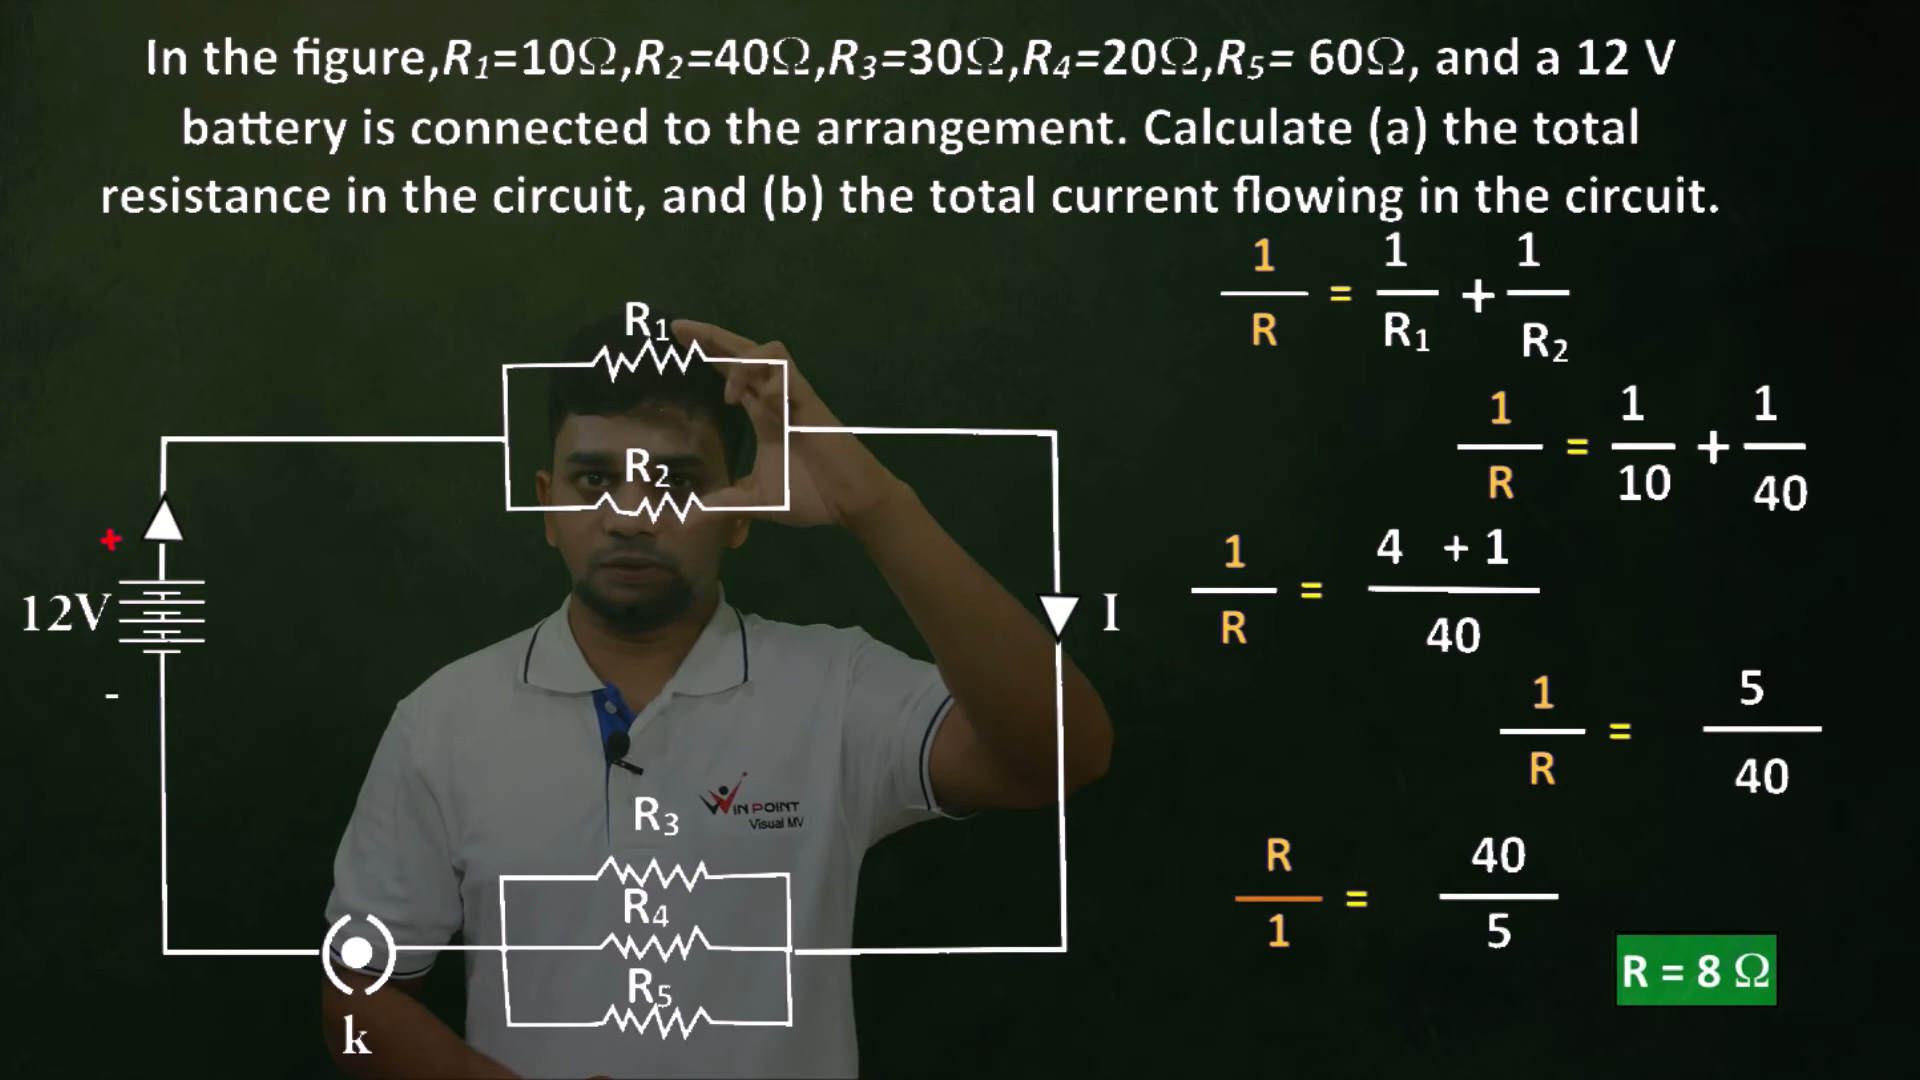 In the figure,R₁=10Ω,R₂=40Ω,R₃=30Ω,R₄=20Ω,R₅= 60Ω, and a 12 V
battery is connected to the arrangement. Calculate (a) the total
resistance in the circuit, and (b) the total current flowing in the circuit.
1/R = 1/R₁ + 1/R₂
1/R = 1/10 + 1/40
1/R = 4 + 1/40
1/R = 5/40
R/1 = 40/5
R = 8 Ω
R₁
R₂
+
12V
-
I
WIN POINT
Visual MV
R₃
R₄
R₅
k